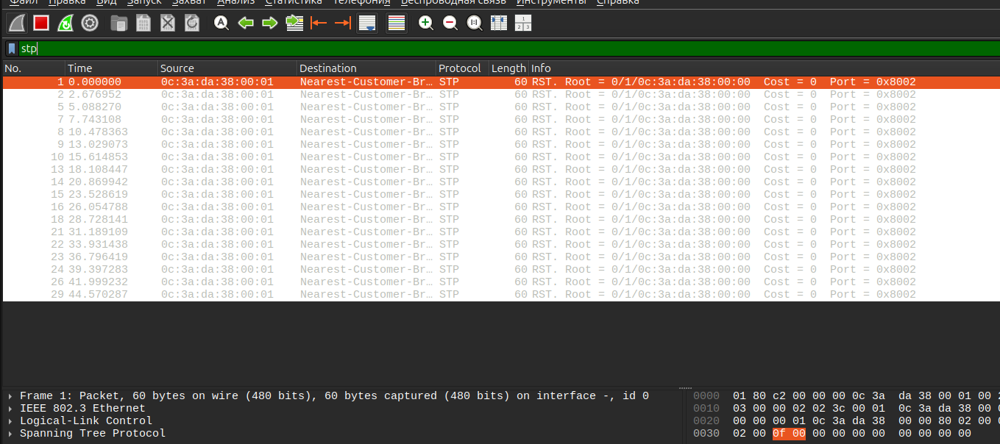 Файл Правка Вид Запуск Захват Анализ Статистика Телефония Беспроводная связь Инструменты Справка
stp
No. Time Source Destination Protocol Length Info
1 0.000000 0c:3a:da:38:00:01 Nearest-Customer-Br… STP 60 RST. Root = 0/1/0c:3a:da:38:00:00 Cost = 0 Port = 0x8002
2 2.676952 0c:3a:da:38:00:01 Nearest-Customer-Br… STP 60 RST. Root = 0/1/0c:3a:da:38:00:00 Cost = 0 Port = 0x8002
5 5.088270 0c:3a:da:38:00:01 Nearest-Customer-Br… STP 60 RST. Root = 0/1/0c:3a:da:38:00:00 Cost = 0 Port = 0x8002
7 7.743108 0c:3a:da:38:00:01 Nearest-Customer-Br… STP 60 RST. Root = 0/1/0c:3a:da:38:00:00 Cost = 0 Port = 0x8002
8 10.478363 0c:3a:da:38:00:01 Nearest-Customer-Br… STP 60 RST. Root = 0/1/0c:3a:da:38:00:00 Cost = 0 Port = 0x8002
9 13.029073 0c:3a:da:38:00:01 Nearest-Customer-Br… STP 60 RST. Root = 0/1/0c:3a:da:38:00:00 Cost = 0 Port = 0x8002
10 15.614853 0c:3a:da:38:00:01 Nearest-Customer-Br… STP 60 RST. Root = 0/1/0c:3a:da:38:00:00 Cost = 0 Port = 0x8002
13 18.108447 0c:3a:da:38:00:01 Nearest-Customer-Br… STP 60 RST. Root = 0/1/0c:3a:da:38:00:00 Cost = 0 Port = 0x8002
14 20.869942 0c:3a:da:38:00:01 Nearest-Customer-Br… STP 60 RST. Root = 0/1/0c:3a:da:38:00:00 Cost = 0 Port = 0x8002
15 23.528619 0c:3a:da:38:00:01 Nearest-Customer-Br… STP 60 RST. Root = 0/1/0c:3a:da:38:00:00 Cost = 0 Port = 0x8002
16 26.054788 0c:3a:da:38:00:01 Nearest-Customer-Br… STP 60 RST. Root = 0/1/0c:3a:da:38:00:00 Cost = 0 Port = 0x8002
18 28.728141 0c:3a:da:38:00:01 Nearest-Customer-Br… STP 60 RST. Root = 0/1/0c:3a:da:38:00:00 Cost = 0 Port = 0x8002
21 31.189109 0c:3a:da:38:00:01 Nearest-Customer-Br… STP 60 RST. Root = 0/1/0c:3a:da:38:00:00 Cost = 0 Port = 0x8002
22 33.931438 0c:3a:da:38:00:01 Nearest-Customer-Br… STP 60 RST. Root = 0/1/0c:3a:da:38:00:00 Cost = 0 Port = 0x8002
23 36.796419 0c:3a:da:38:00:01 Nearest-Customer-Br… STP 60 RST. Root = 0/1/0c:3a:da:38:00:00 Cost = 0 Port = 0x8002
24 39.397283 0c:3a:da:38:00:01 Nearest-Customer-Br… STP 60 RST. Root = 0/1/0c:3a:da:38:00:00 Cost = 0 Port = 0x8002
26 41.999232 0c:3a:da:38:00:01 Nearest-Customer-Br… STP 60 RST. Root = 0/1/0c:3a:da:38:00:00 Cost = 0 Port = 0x8002
29 44.570287 0c:3a:da:38:00:01 Nearest-Customer-Br… STP 60 RST. Root = 0/1/0c:3a:da:38:00:00 Cost = 0 Port = 0x8002
Frame 1: Packet, 60 bytes on wire (480 bits), 60 bytes captured (480 bits) on interface -, id 0
IEEE 802.3 Ethernet
Logical-Link Control
Spanning Tree Protocol
0000 01 80 c2 00 00 00 0c 3a da 38 00 01 00
0010 03 00 00 02 02 3c 00 01 0c 3a da 38 00
0020 00 00 00 01 0c 3a da 38 00 00 80 02 00
0030 02 00 0f 00 00 00 00 00 00 00 00 00